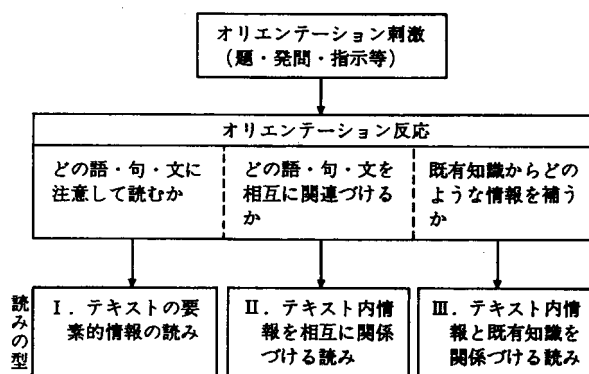 オリエンテーション刺激
(題・発問・指示等)
オリエンテーション反応
どの語・句・文に
注意して読むか
どの語・句・文を
相互に関連づける
か
既有知識からどの
ような情報を補う
か
読みの型
Ⅰ．テキストの要
素的情報の読み
Ⅱ．テキスト内情
報を相互に関係
づける読み
Ⅲ．テキスト内情
報と既有知識を
関係づける読み